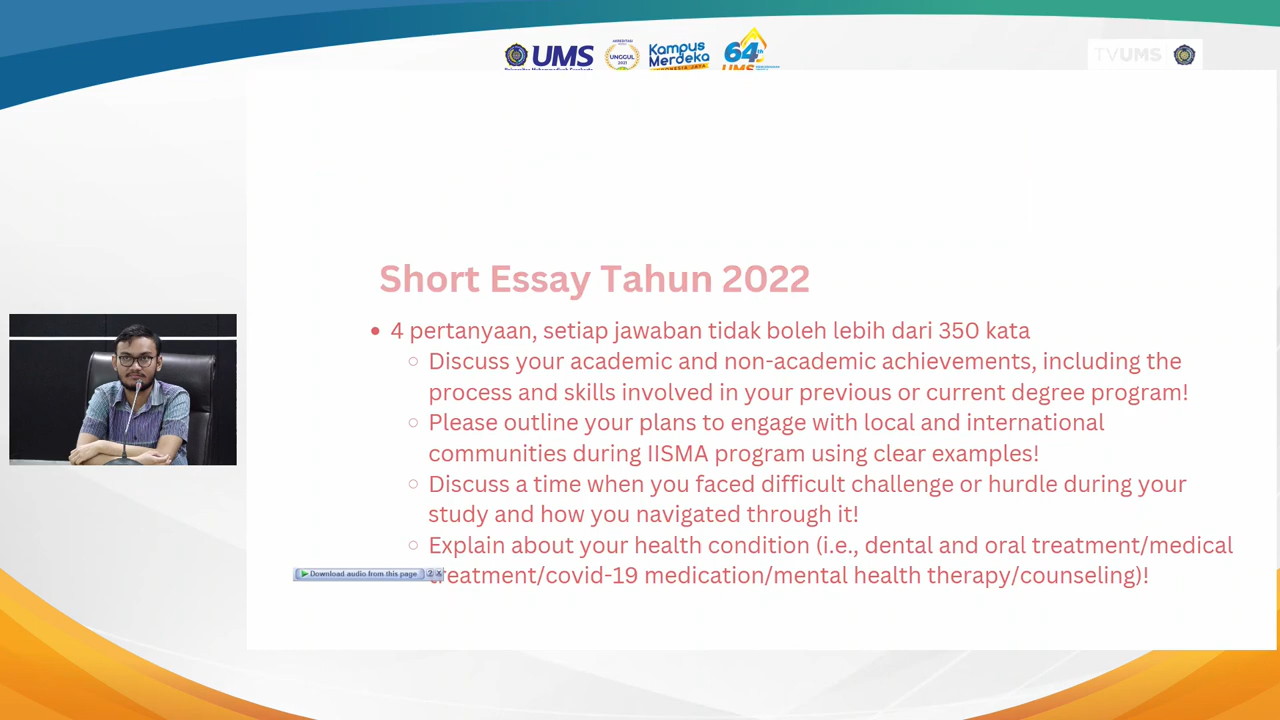 UMS
AKREDITASI
UNGGUL
2021
Kampus
Merdeka
INDONESIA JAYA
64th
UMS
TVUMS
Short Essay Tahun 2022
4 pertanyaan, setiap jawaban tidak boleh lebih dari 350 kata
Discuss your academic and non-academic achievements, including the
process and skills involved in your previous or current degree program!
Please outline your plans to engage with local and international
communities during IISMA program using clear examples!
Discuss a time when you faced difficult challenge or hurdle during your
study and how you navigated through it!
Explain about your health condition (i.e., dental and oral treatment/medical
treatment/covid-19 medication/mental health therapy/counseling)!
Download audio from this page